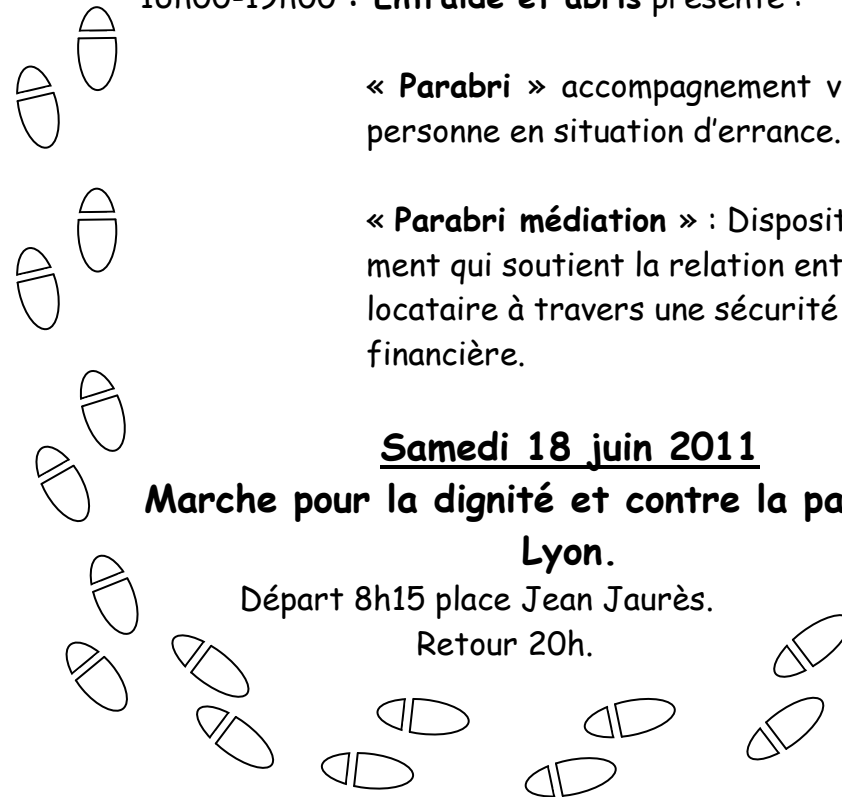 « Parabri » accompagnement
personne en situation d’errance.
« Parabri médiation » : Disposit
ment qui soutient la relation ent
locataire à travers une sécurité
financière.
Samedi 18 juin 2011
Marche pour la dignité et contre la pa
Lyon.
Départ 8h15 place Jean Jaurès.
Retour 20h.